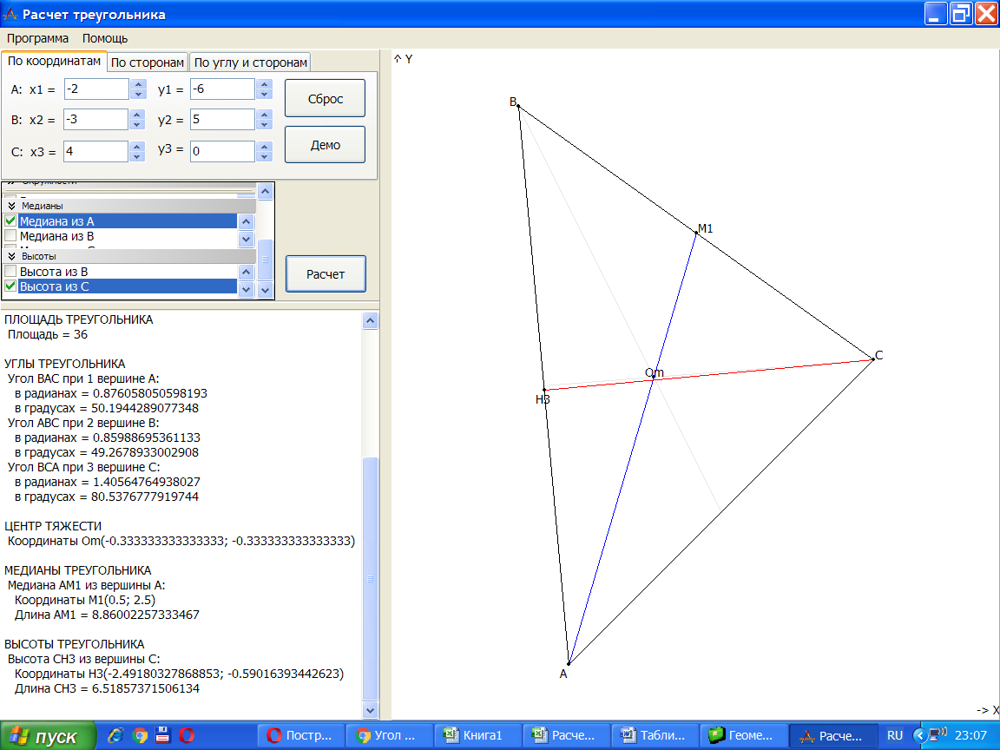 Расчет треугольника
Программа Помощь
По координатам По сторонам По углу и сторонам
A: x1 = -2 y1 = -6 Сброс
B: x2 = -3 y2 = 5
C: x3 = 4 y3 = 0 Демо
Медианы
Медиана из A
Медиана из B
Высоты
Высота из B
Высота из C
Расчет
ПЛОЩАДЬ ТРЕУГОЛЬНИКА
Площадь = 36
УГЛЫ ТРЕУГОЛЬНИКА
Угол BAC при 1 вершине A:
в радианах = 0.876058050598193
в градусах = 50.1944289077348
Угол ABC при 2 вершине B:
в радианах = 0.85988695361133
в градусах = 49.2678933002908
Угол BCA при 3 вершине C:
в радианах = 1.40564764938027
в градусах = 80.5376777919744
ЦЕНТР ТЯЖЕСТИ
Координаты Om(-0.333333333333333; -0.333333333333333)
МЕДИАНЫ ТРЕУГОЛЬНИКА
Медиана AM1 из вершины A:
Координаты M1(0.5; 2.5)
Длина AM1 = 8.86002257333467
ВЫСОТЫ ТРЕУГОЛЬНИКА
Высота CH3 из вершины C:
Координаты H3(-2.49180327868853; -0.59016393442623)
Длина CH3 = 6.51857371506134
^ Y
B
M1
C
Om
H3
A
-> X
пуск Постр... Угол ... Книга1 Расче... Табли... Геоме... Расче... RU 23:07